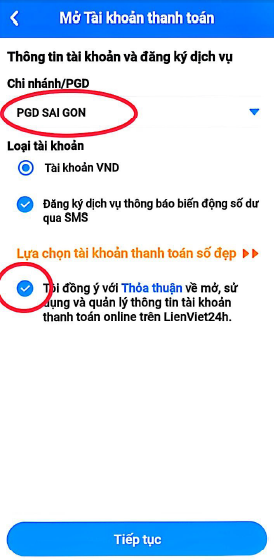 Mở Tài khoản thanh toán
Thông tin tài khoản và đăng ký dịch vụ
Chi nhánh/PGD
PGD SAI GON
Loại tài khoản
Tài khoản VND
Đăng ký dịch vụ thông báo biến động số dư
qua SMS
Lựa chọn tài khoản thanh toán số đẹp
Tôi đồng ý với Thỏa thuận về mở, sử
dụng và quản lý thông tin tài khoản
thanh toán online trên LienViet24h.
Tiếp tục